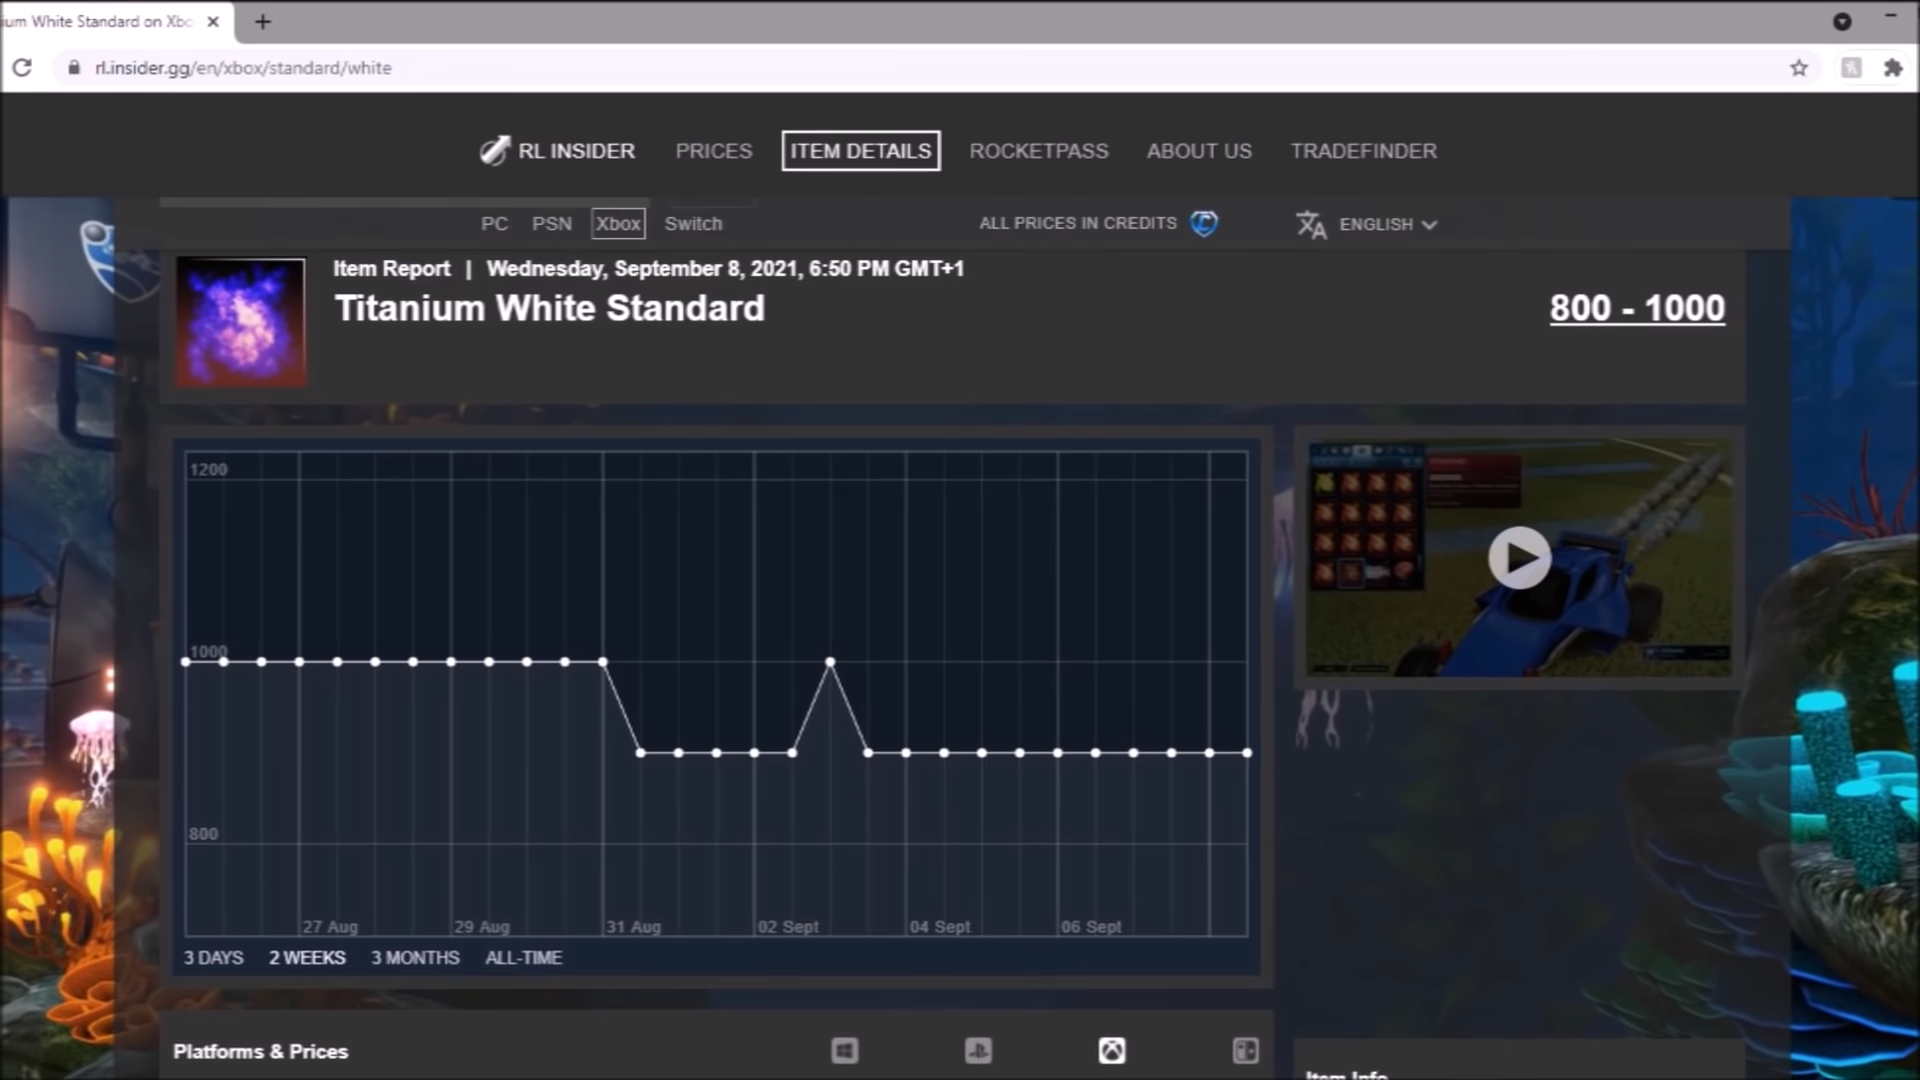 ium White Standard on Xbo
rl.insider.gg/en/xbox/standard/white
RL INSIDER PRICES ITEM DETAILS ROCKETPASS ABOUT US TRADEFINDER
PC PSN Xbox Switch ALL PRICES IN CREDITS ENGLISH
Item Report | Wednesday, September 8, 2021, 6:50 PM GMT+1
Titanium White Standard 800 - 1000
1200
1000
800
27 Aug 29 Aug 31 Aug 02 Sept 04 Sept 06 Sept
3 DAYS 2 WEEKS 3 MONTHS ALL-TIME
Platforms & Prices
Item Info